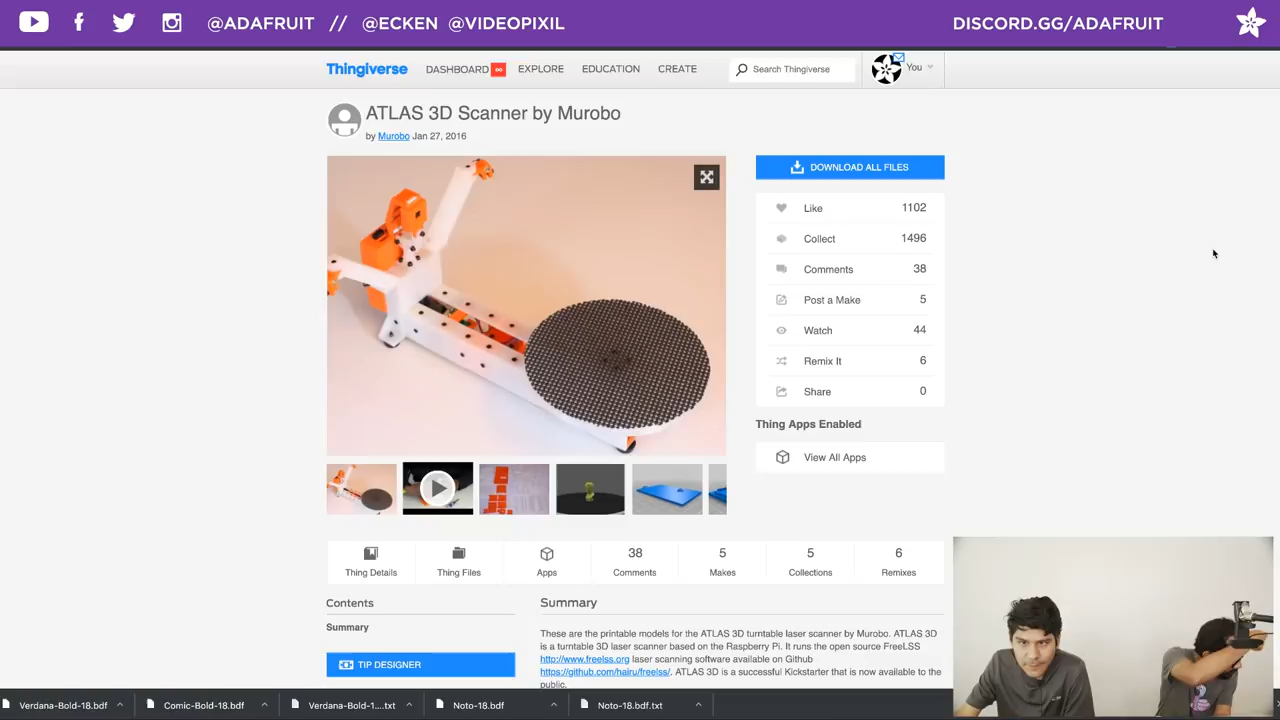 @ADAFRUIT // @ECKEN @VIDEOPIXIL DISCORD.GG/ADAFRUIT
Thingiverse DASHBOARD ∞ EXPLORE EDUCATION CREATE Search Thingiverse You
ATLAS 3D Scanner by Murobo
by Murobo Jan 27, 2016
DOWNLOAD ALL FILES
Like 1102
Collect 1496
Comments 38
Post a Make 5
Watch 44
Remix It 6
Share 0
Thing Apps Enabled
View All Apps
38 5 5 6
Thing Details Thing Files Apps Comments Makes Collections Remixes
Contents
Summary
TIP DESIGNER
Summary
These are the printable models for the ATLAS 3D turntable laser scanner by Murobo. ATLAS 3D
is a turntable 3D laser scanner based on the Raspberry Pi. It runs the open source FreeLSS
http://www.freelss.org laser scanning software available on Github
https://github.com/hairu/freelss/. ATLAS 3D is a successful Kickstarter that is now available to the
public.
Verdana-Bold-18.bdf Comic-Bold-18.bdf Verdana-Bold-1....txt Noto-18.bdf Noto-18.bdf.txt